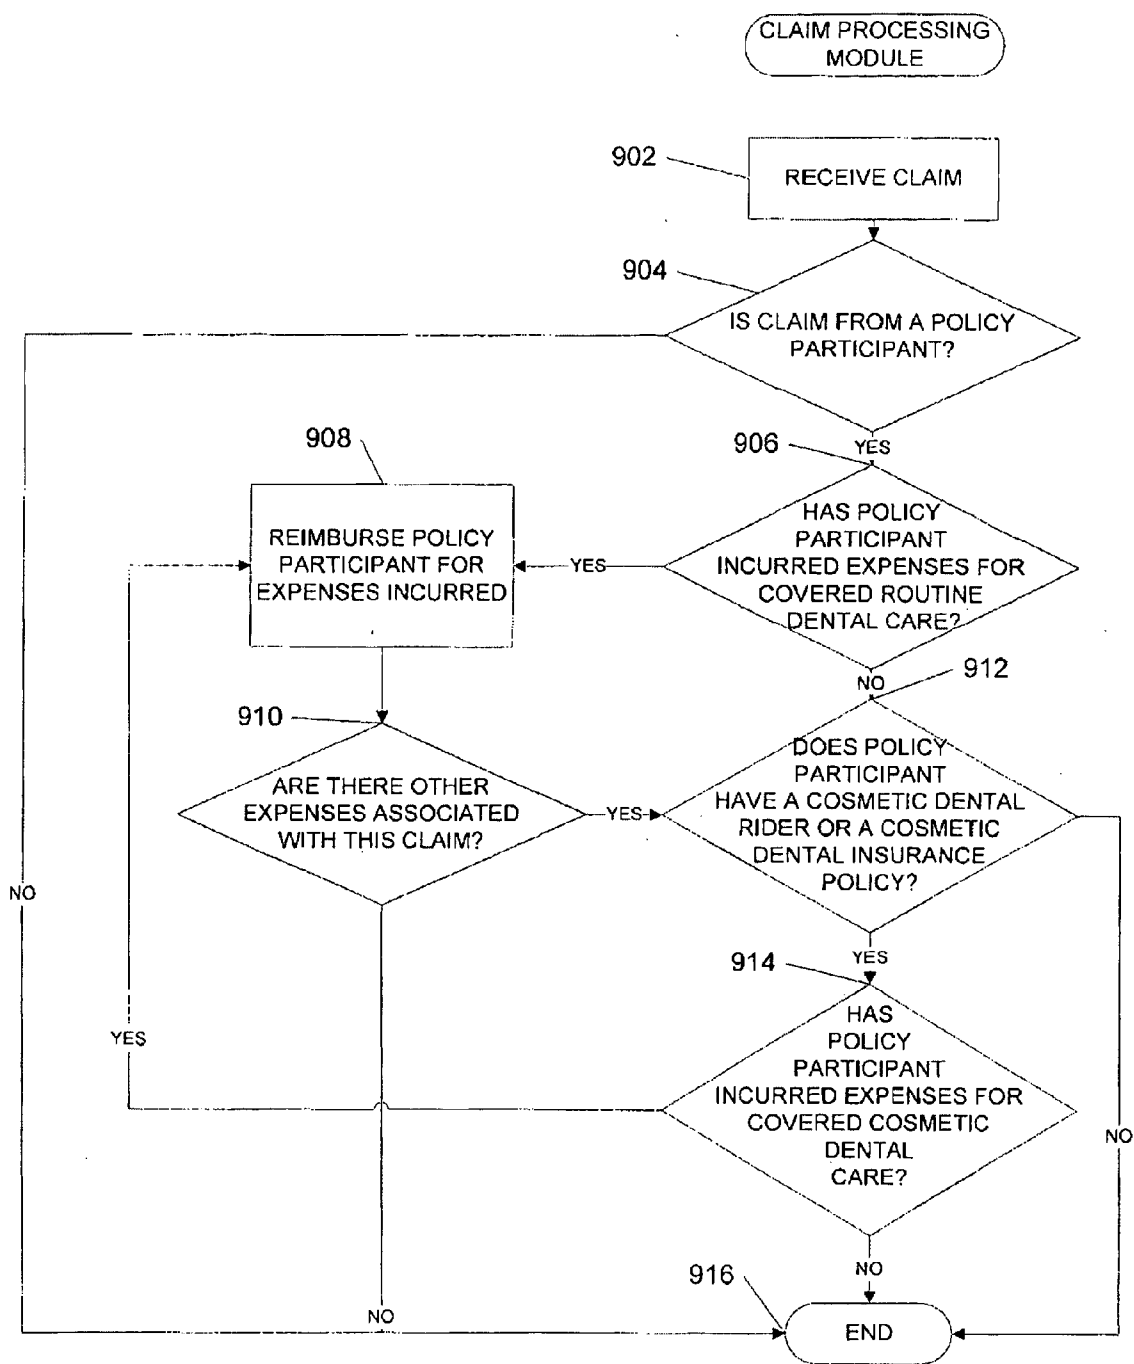 CLAIM PROCESSING
MODULE
902
RECEIVE CLAIM
904
IS CLAIM FROM A POLICY
PARTICIPANT?
YES
908
906
REIMBURSE POLICY
PARTICIPANT FOR
EXPENSES INCURRED
YES
HAS POLICY
PARTICIPANT
INCURRED EXPENSES FOR
COVERED ROUTINE
DENTAL CARE?
NO
912
910
ARE THERE OTHER
EXPENSES ASSOCIATED
WITH THIS CLAIM?
YES
DOES POLICY
PARTICIPANT
HAVE A COSMETIC DENTAL
RIDER OR A COSMETIC
DENTAL INSURANCE
POLICY?
NO
YES
914
YES
HAS
POLICY
PARTICIPANT
INCURRED EXPENSES FOR
COVERED COSMETIC
DENTAL
CARE?
NO
NO
916
NO
END